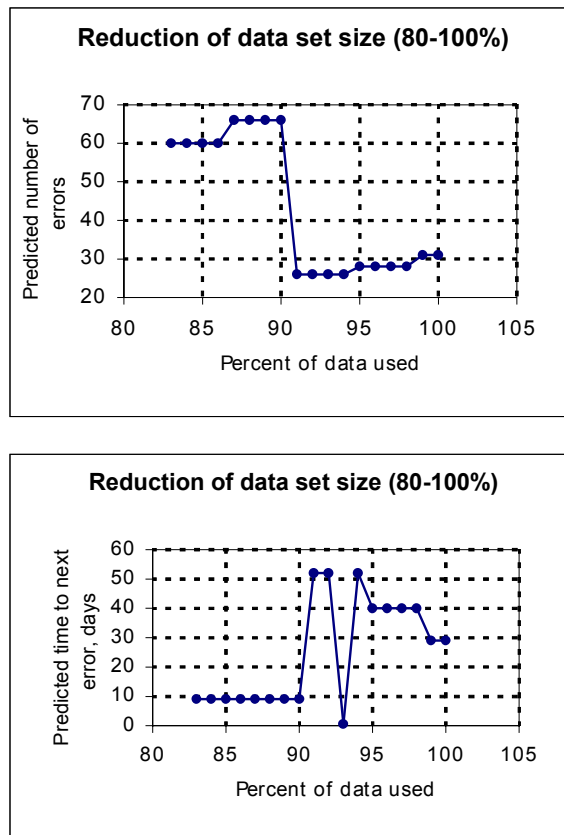 Reduction of data set size (80-100%)
Predicted number of
errors
70
60
50
40
30
20
80 85 90 95 100 105
Percent of data used
Reduction of data set size (80-100%)
Predicted time to next
error, days
60
50
40
30
20
10
0
80 85 90 95 100 105
Percent of data used